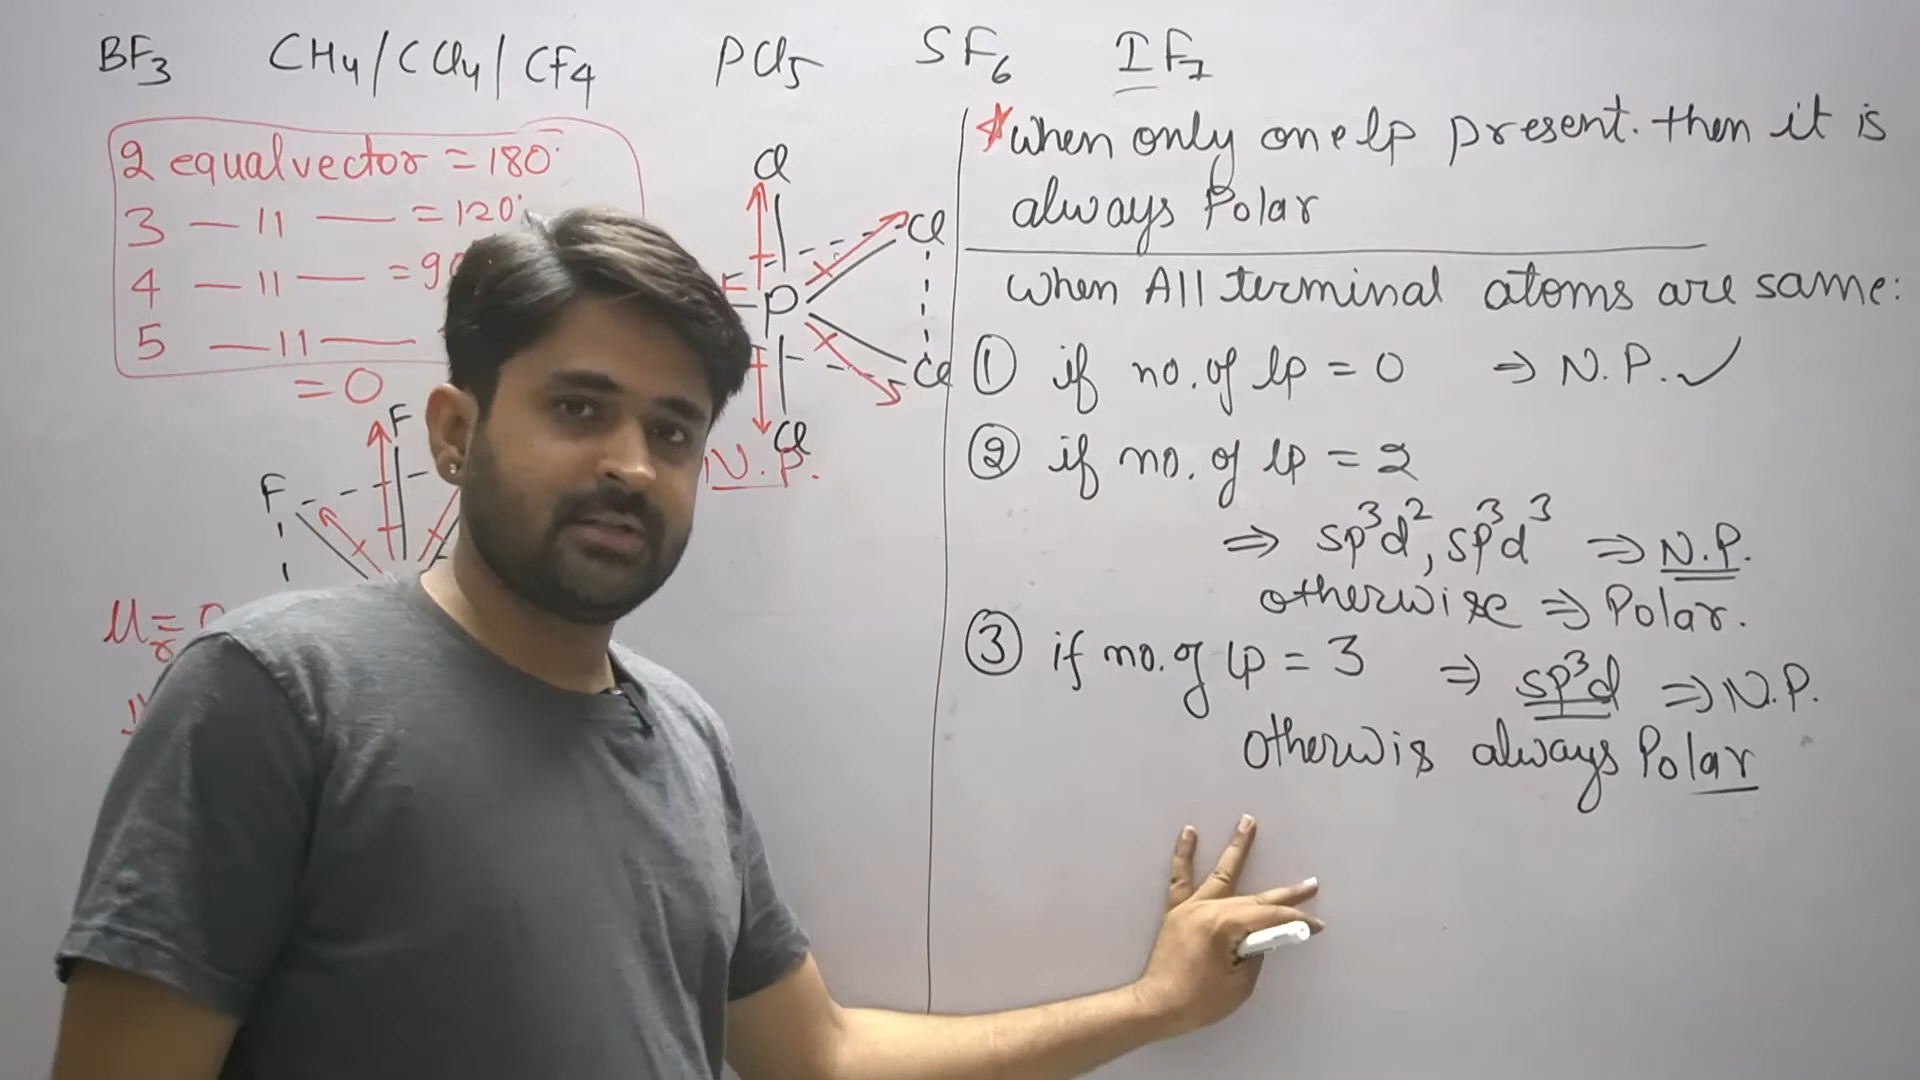 BF3 CH4/CCl4/CF4 PCl5 SF6 IF7
2 equal vector = 180°
3 — 11 — = 120°
4 — 11 — = 90
5 — 11 —
= 0
Cl
Cl
P
Cl
Cl
N.P.
F
F
*when only one lp present. then it is
always Polar
when All terminal atoms are same:
① if no. of lp = 0 ⇒ N.P. ✓
② if no. of lp = 2
⇒ sp³d², sp³d³ ⇒ N.P.
otherwise ⇒ Polar.
③ if no. of lp = 3 ⇒ sp³d ⇒ N.P.
otherwis always Polar